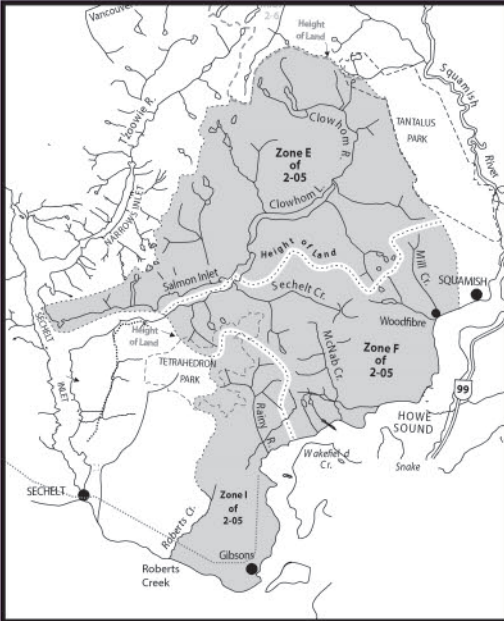 Vancouver
2-6
Height
of Land
Squamish
River
Tzoowie R.
Clowhom R.
TANTALUS
PARK
Zone E
of
2-05
NARROWS INLET
Clowhom L.
Height of Land
Mill Cr.
Salmon Inlet
SQUAMISH
Sechelt Cr.
Woodfibre
SECHELT
INLET
Height
of Land
McNab Cr.
Zone F
of
2-05
TETRAHEDRON
PARK
99
Rainy R.
HOWE
SOUND
Wakefield
Cr.
Snake
SECHELT
Zone I
of
2-05
Roberts Cr.
Gibsons
Roberts
Creek